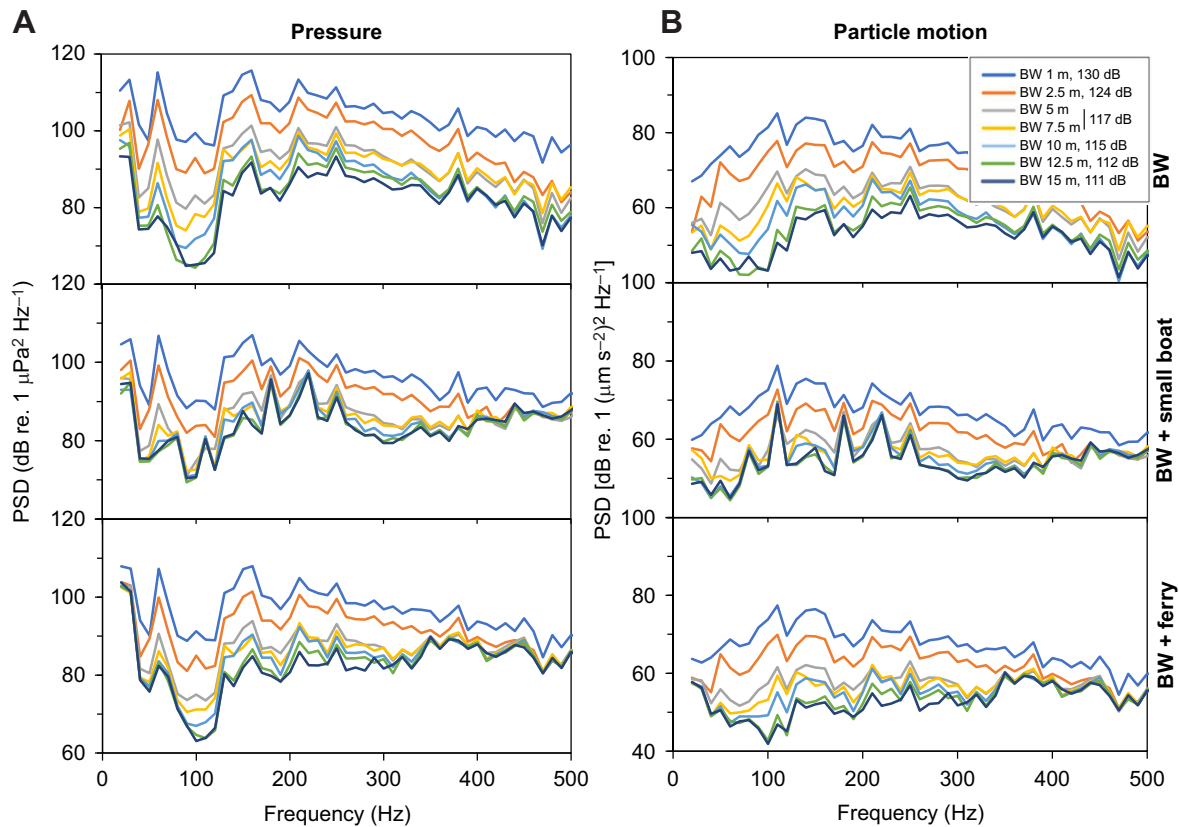 A
Pressure
PSD (dB re. 1 μPa² Hz⁻¹)
120
100
80
120
100
80
120
100
80
60
0
100
200
300
400
500
Frequency (Hz)
B
Particle motion
PSD [dB re. 1 (μm s⁻²)² Hz⁻¹]
100
80
60
100
80
60
100
80
60
40
0
100
200
300
400
500
Frequency (Hz)
BW 1 m, 130 dB
BW 2.5 m, 124 dB
BW 5 m
BW 7.5 m
117 dB
BW 10 m, 115 dB
BW 12.5 m, 112 dB
BW 15 m, 111 dB
BW
BW + small boat
BW + ferry